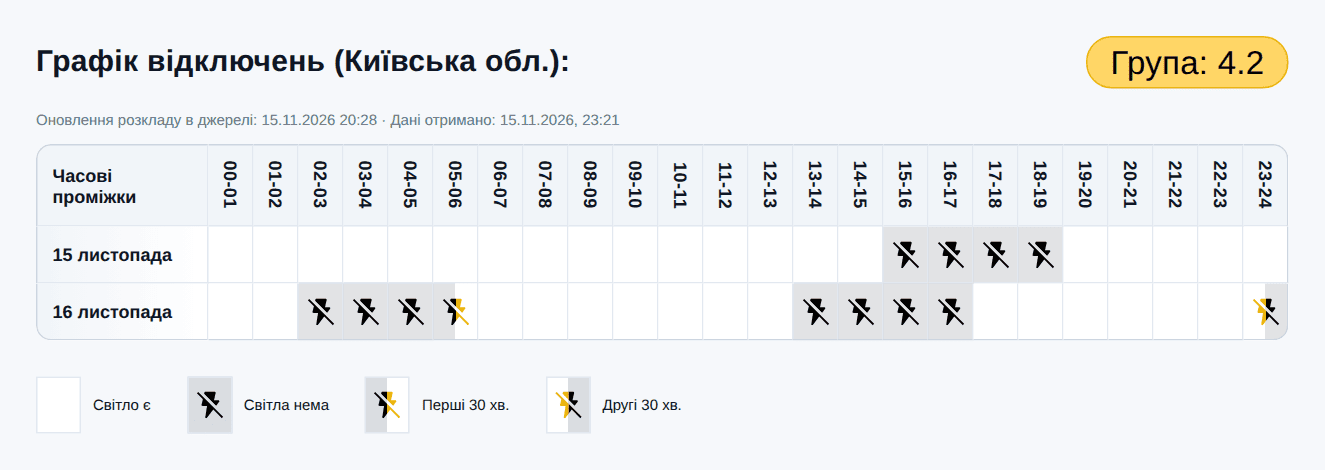 Графік відключень (Київська обл.):
Група: 4.2
Оновлення розкладу в джерелі: 15.11.2026 20:28 · Дані отримано: 15.11.2026, 23:21
Часові
проміжки
00-01
01-02
02-03
03-04
04-05
05-06
06-07
07-08
08-09
09-10
10-11
11-12
12-13
13-14
14-15
15-16
16-17
17-18
18-19
19-20
20-21
21-22
22-23
23-24
15 листопада
16 листопада
Світло є
Світла нема
Перші 30 хв.
Другі 30 хв.